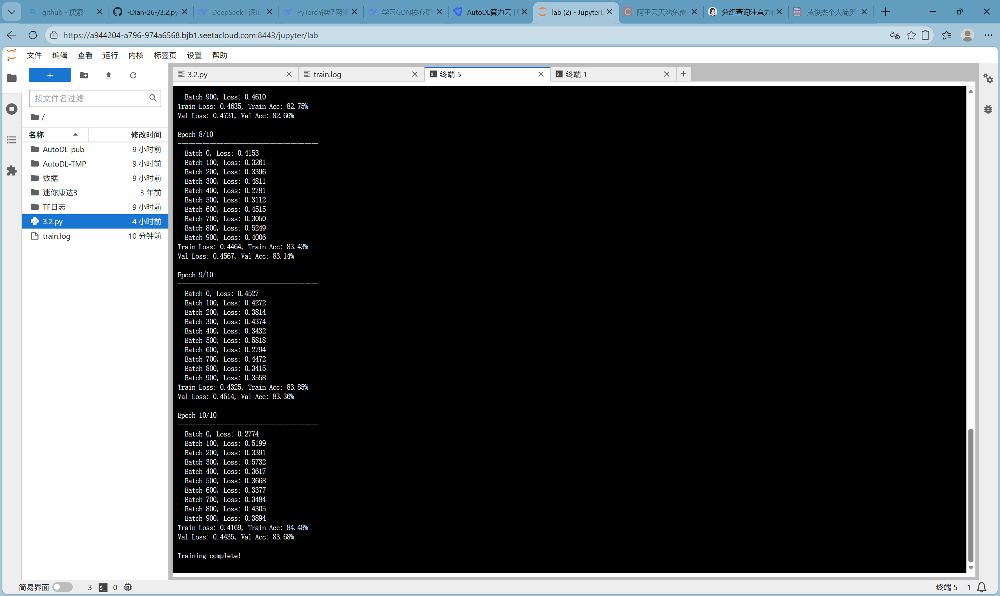 github - 搜索
-Dian-26-/3.2.py
DeepSeek | 深度
PyTorch神经网络
学习GDN核心更
AutoDL算力云 |
lab (2) - JupyterL
阿里云天池免费
分组查询注意力
黄俊杰个人简历
https://a944204-a796-974a6568.bjb1.seetacloud.com:8443/jupyter/lab
文件 编辑 查看 运行 内核 标签页 设置 帮助
3.2.py
train.log
终端 5
终端 1
按文件名过滤
/
名称 修改时间
AutoDL-pub 9 小时前
AutoDL-TMP 9 小时前
数据 9 小时前
迷你康达3 3 年前
TF日志 9 小时前
3.2.py 4 小时前
train.log 10 分钟前
Batch 900, Loss: 0.4610
Train Loss: 0.4635, Train Acc: 82.75%
Val Loss: 0.4731, Val Acc: 82.66%
Epoch 8/10
----------------------------------------
Batch 0, Loss: 0.4153
Batch 100, Loss: 0.3261
Batch 200, Loss: 0.3396
Batch 300, Loss: 0.4811
Batch 400, Loss: 0.2781
Batch 500, Loss: 0.3112
Batch 600, Loss: 0.4515
Batch 700, Loss: 0.3050
Batch 800, Loss: 0.5249
Batch 900, Loss: 0.4006
Train Loss: 0.4464, Train Acc: 83.43%
Val Loss: 0.4567, Val Acc: 83.14%
Epoch 9/10
----------------------------------------
Batch 0, Loss: 0.4527
Batch 100, Loss: 0.4272
Batch 200, Loss: 0.3814
Batch 300, Loss: 0.4374
Batch 400, Loss: 0.3432
Batch 500, Loss: 0.5818
Batch 600, Loss: 0.2794
Batch 700, Loss: 0.4472
Batch 800, Loss: 0.3415
Batch 900, Loss: 0.3558
Train Loss: 0.4325, Train Acc: 83.85%
Val Loss: 0.4514, Val Acc: 83.36%
Epoch 10/10
----------------------------------------
Batch 0, Loss: 0.2774
Batch 100, Loss: 0.5199
Batch 200, Loss: 0.3391
Batch 300, Loss: 0.5732
Batch 400, Loss: 0.3617
Batch 500, Loss: 0.3668
Batch 600, Loss: 0.3377
Batch 700, Loss: 0.3484
Batch 800, Loss: 0.4305
Batch 900, Loss: 0.3894
Train Loss: 0.4169, Train Acc: 84.48%
Val Loss: 0.4435, Val Acc: 83.68%
Training complete!
简易界面 3 0 终端 5 1